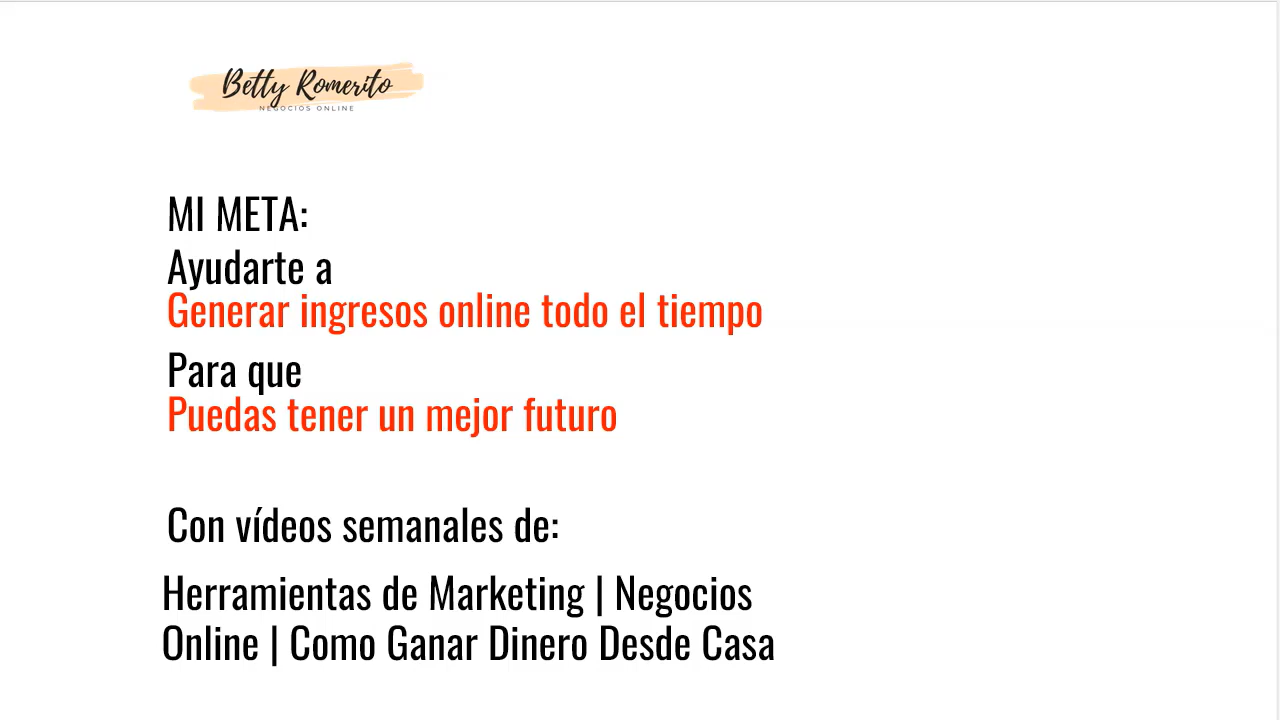 Betty Romerito
NEGOCIOS ONLINE
MI META:
Ayudarte a
Generar ingresos online todo el tiempo
Para que
Puedas tener un mejor futuro
Con vídeos semanales de:
Herramientas de Marketing | Negocios
Online | Como Ganar Dinero Desde Casa